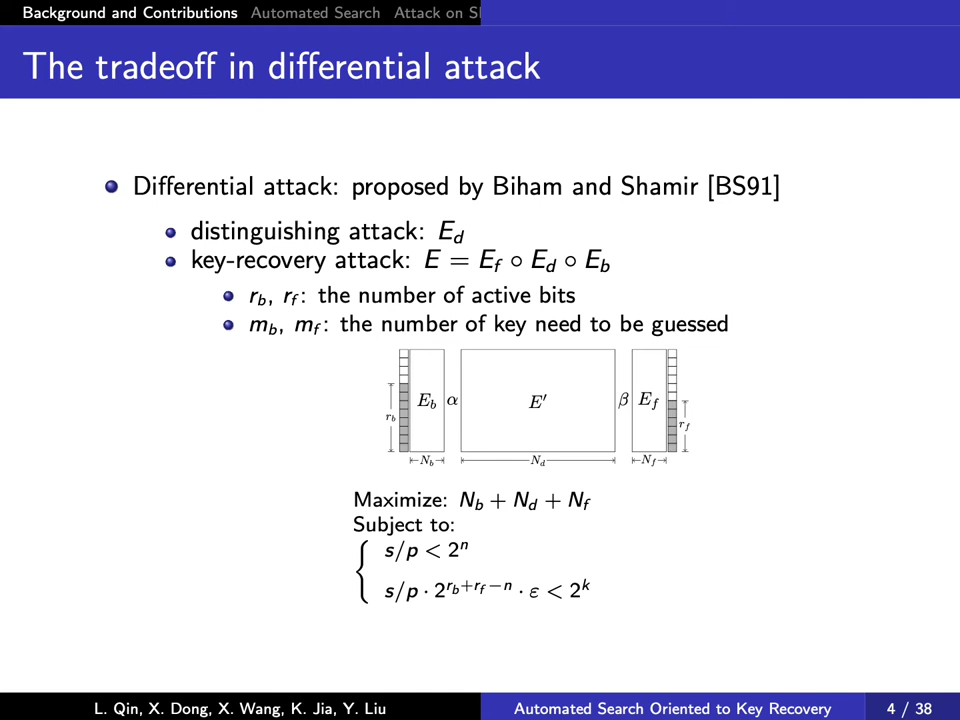 Background and Contributions Automated Search Attack on
The tradeoff in differential attack
Differential attack: proposed by Biham and Shamir [BS91]
distinguishing attack: E_d
key-recovery attack: E = E_f ∘ E_d ∘ E_b
r_b, r_f: the number of active bits
m_b, m_f: the number of key need to be guessed
r_b E_b α E′ β E_f r_f
N_b N_d N_f
Maximize: N_b + N_d + N_f
Subject to:
s/p < 2^n
s/p · 2^{r_b+r_f−n} · ε < 2^k
L. Qin, X. Dong, X. Wang, K. Jia, Y. Liu Automated Search Oriented to Key Recovery 4 / 38